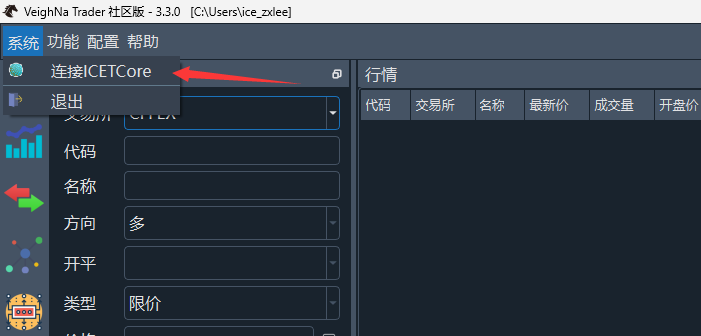 VeighNa Trader 社区版 - 3.3.0 [C:\Users\ice_zxlee]
系统 功能 配置 帮助
连接ICETCore
行情
退出
代码 交易所 名称 最新价 成交量 开盘价
交易所 CFFEX
代码
名称
方向 多
开平
类型 限价